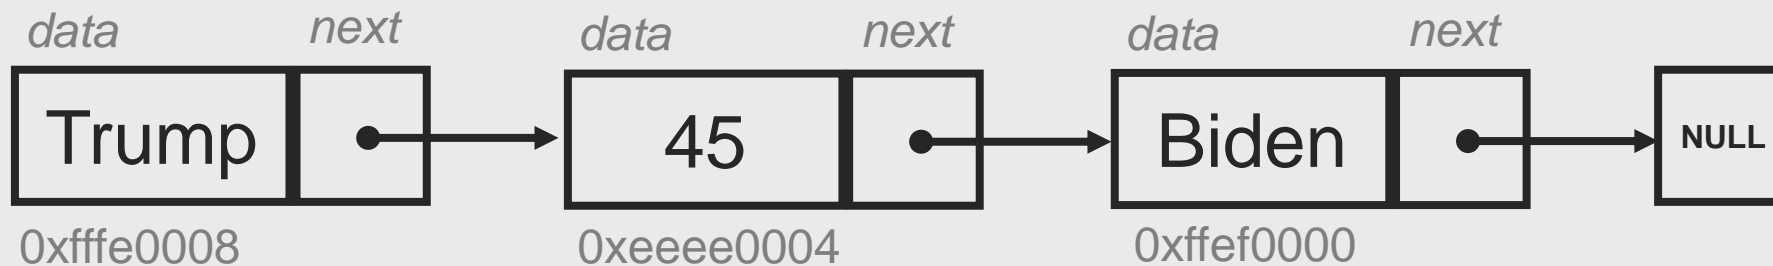 data next data next data next
Trump 45 Biden NULL
0xfffe0008 0xeeee0004 0xffef0000